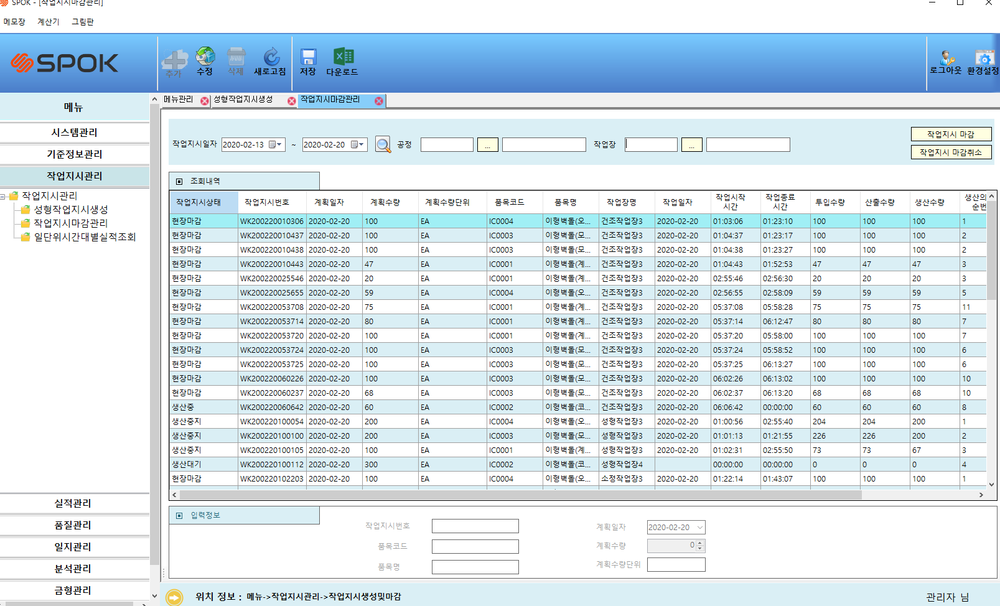 SPOK - [작업지시마감관리]
메모장 계산기 그림판
SPOK
추가 수정 삭제 새로고침 저장 다운로드 로그아웃 환경설정
메뉴
시스템관리
기준정보관리
작업지시관리
작업지시관리
성형작업지시생성
작업지시마감관리
일단위시간대별실적조회
실적관리
품질관리
일지관리
분석관리
금형관리
메뉴관리 성형작업지시생성 작업지시마감관리
작업지시일자 2020-02-13 ~ 2020-02-20 공정 ... 작업장 ...
작업지시 마감
작업지시 마감취소
조회내역
작업지시상태 작업지시번호 계획일자 계획수량 계획수량단위 품목코드 품목명 작업장명 작업일자 작업시작 시간 작업종료 시간 투입수량 산출수량 생산수량 생산의 순번
현장마감 WK200220010306 2020-02-20 100 EA IC0004 이형벽돌(오... 건조작업장3 2020-02-20 01:03:06 01:23:10 100 100 100 1
현장마감 WK200220010437 2020-02-20 100 EA IC0003 이형벽돌(모... 건조작업장3 2020-02-20 01:04:37 01:23:17 100 100 100 2
현장마감 WK200220010438 2020-02-20 100 EA IC0003 이형벽돌(모... 건조작업장3 2020-02-20 01:04:38 01:23:27 100 100 100 2
현장마감 WK200220010443 2020-02-20 47 EA IC0001 이형벽돌(계... 건조작업장3 2020-02-20 01:04:43 01:52:53 47 47 47 3
현장마감 WK200220025546 2020-02-20 20 EA IC0001 이형벽돌(계... 건조작업장3 2020-02-20 02:55:46 02:56:30 20 20 20 3
현장마감 WK200220025655 2020-02-20 59 EA IC0004 이형벽돌(오... 건조작업장3 2020-02-20 02:56:55 02:58:09 59 59 59 5
현장마감 WK200220053708 2020-02-20 75 EA IC0001 이형벽돌(계... 건조작업장3 2020-02-20 05:37:08 05:58:28 75 75 75 11
현장마감 WK200220053714 2020-02-20 80 EA IC0001 이형벽돌(계... 건조작업장3 2020-02-20 05:37:14 06:12:47 80 80 80 7
현장마감 WK200220053720 2020-02-20 100 EA IC0001 이형벽돌(계... 건조작업장3 2020-02-20 05:37:20 05:58:00 100 100 100 7
현장마감 WK200220053724 2020-02-20 100 EA IC0003 이형벽돌(모... 건조작업장3 2020-02-20 05:37:24 05:58:52 100 100 100 6
현장마감 WK200220053725 2020-02-20 100 EA IC0003 이형벽돌(모... 건조작업장3 2020-02-20 05:37:25 06:13:27 100 100 100 6
현장마감 WK200220060226 2020-02-20 100 EA IC0003 이형벽돌(모... 건조작업장3 2020-02-20 06:02:26 06:13:02 100 100 100 10
현장마감 WK200220060237 2020-02-20 68 EA IC0003 이형벽돌(모... 건조작업장3 2020-02-20 06:02:37 06:13:20 68 68 68 10
생산중 WK200220060642 2020-02-20 60 EA IC0002 이형벽돌(코... 건조작업장3 2020-02-20 06:06:42 00:00:00 60 60 60 8
생산중지 WK200220100054 2020-02-20 200 EA IC0004 이형벽돌(오... 성형작업장3 2020-02-20 01:00:56 02:55:40 204 204 200 1
생산중지 WK200220100100 2020-02-20 200 EA IC0003 이형벽돌(모... 성형작업장3 2020-02-20 01:01:13 01:21:55 226 226 200 2
생산중지 WK200220100105 2020-02-20 100 EA IC0001 이형벽돌(계... 성형작업장3 2020-02-20 01:02:31 02:55:50 73 73 67 3
생산대기 WK200220100112 2020-02-20 300 EA IC0002 이형벽돌(코... 성형작업장4 00:00:00 00:00:00 0 0 0 4
현장마감 WK200220102203 2020-02-20 100 EA IC0004 이형벽돌(오... 소정작업장3 2020-02-20 01:22:14 01:43:07 100 100 100 1
입력정보
작업지시번호 계획일자 2020-02-20
품목코드 계획수량 0
품목명 계획수량단위
위치 정보 : 메뉴->작업지시관리->작업지시생성및마감 관리자 님